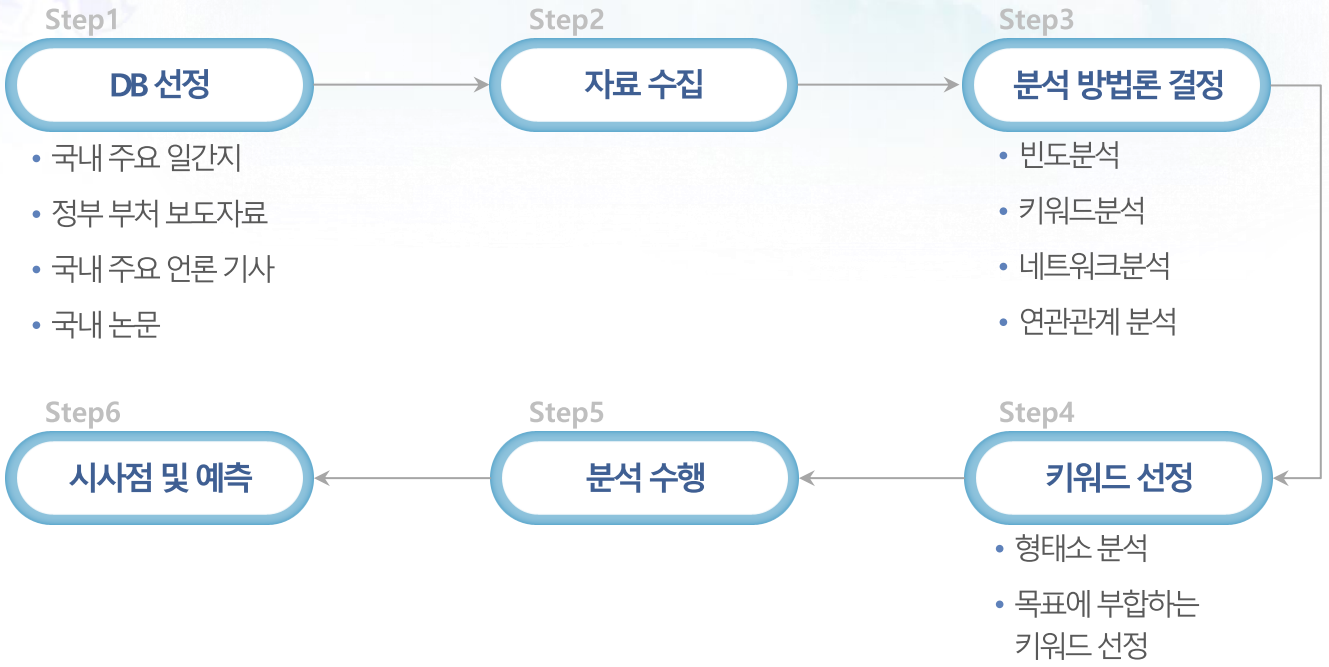 Step1
DB 선정
• 국내 주요 일간지
• 정부 부처 보도자료
• 국내 주요 언론 기사
• 국내 논문
Step2
자료 수집
Step3
분석 방법론 결정
• 빈도분석
• 키워드분석
• 네트워크분석
• 연관관계 분석
Step4
키워드 선정
• 형태소 분석
• 목표에 부합하는
키워드 선정
Step5
분석 수행
Step6
시사점 및 예측